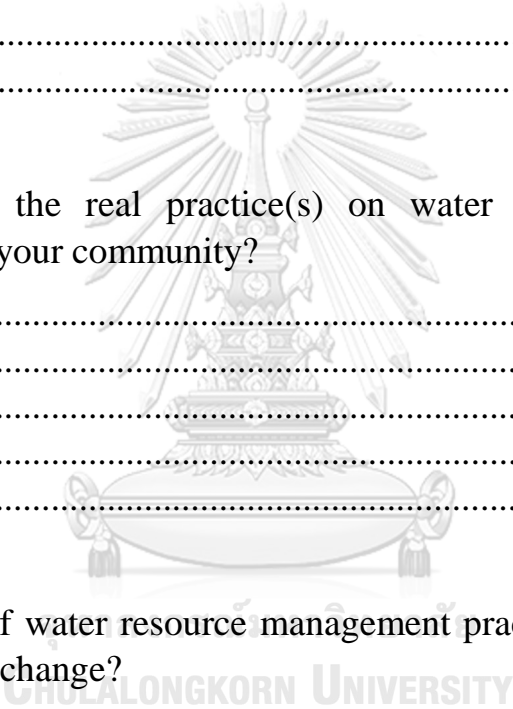 ................................................................
................................................................
the real practice(s) on water
your community?
................................................................
................................................................
................................................................
................................................................
................................................................
of water resource management prac
change?
จุฬาลงกรณ์มหาวิทยาลัย
CHULALONGKORN UNIVERSITY